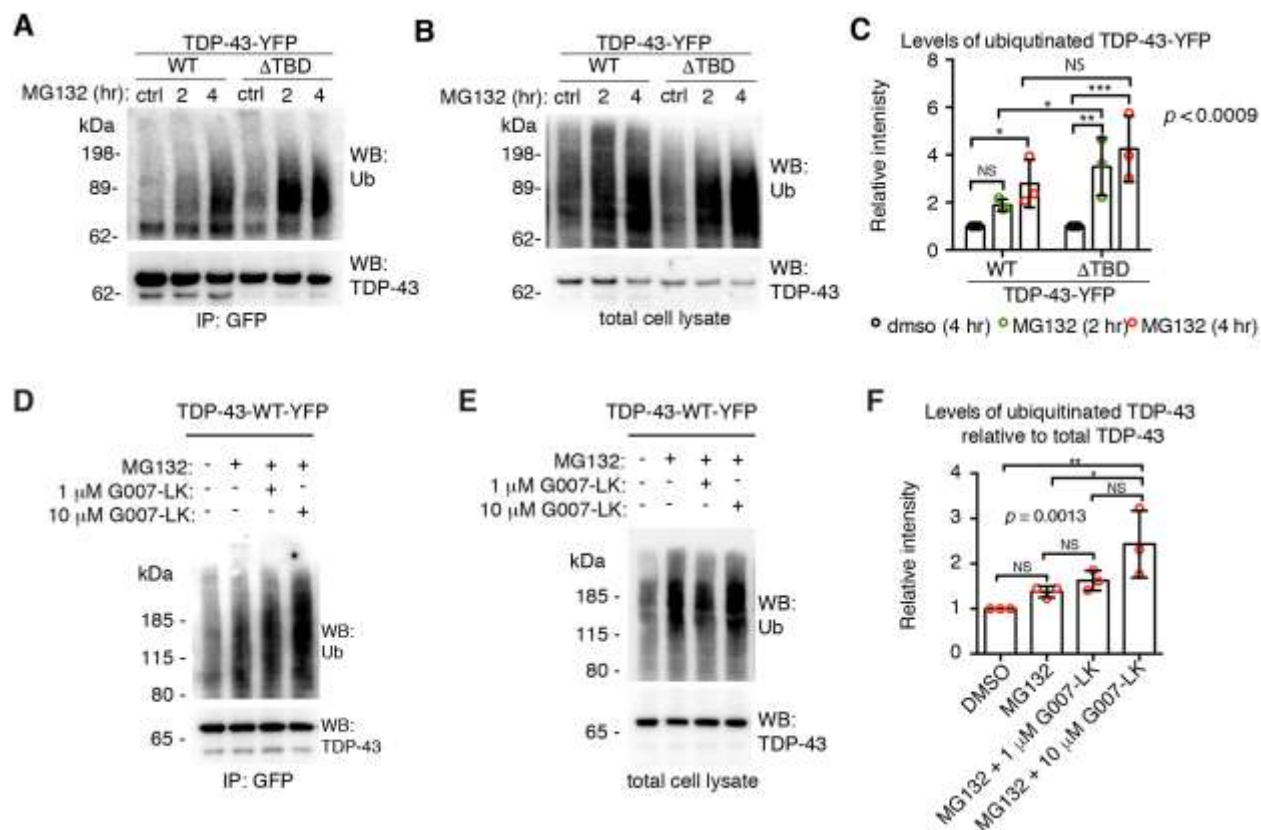 A
TDP-43-YFP
WT ΔTBD
MG132 (hr): ctrl 2 4 ctrl 2 4
kDa
198-
89-
62-
WB:
Ub
62-
WB:
TDP-43
IP: GFP
B
TDP-43-YFP
WT ΔTBD
MG132 (hr): ctrl 2 4 ctrl 2 4
kDa
198-
89-
62-
WB:
Ub
62-
WB:
TDP-43
total cell lysate
C
Levels of ubiqutinated TDP-43-YFP
Relative intenisty
8
6
4
2
0
NS
*
*
NS
***
**
p < 0.0009
WT ΔTBD
TDP-43-YFP
dmso (4 hr) MG132 (2 hr) MG132 (4 hr)
D
TDP-43-WT-YFP
MG132: - + + +
1 μM G007-LK: - - + -
10 μM G007-LK: - - - +
kDa
185 -
115 -
80 -
WB:
Ub
65 -
WB:
TDP-43
IP: GFP
E
TDP-43-WT-YFP
MG132: - + + +
1 μM G007-LK: - - + -
10 μM G007-LK: - - - +
kDa
185 -
115 -
80 -
WB:
Ub
65 -
WB:
TDP-43
total cell lysate
F
Levels of ubiquitinated TDP-43
relative to total TDP-43
Relative intensity
4
3
2
1
0
**
*
NS
p = 0.0013
NS
NS
DMSO
MG132
MG132 + 1 μM G007-LK
MG132 + 10 μM G007-LK